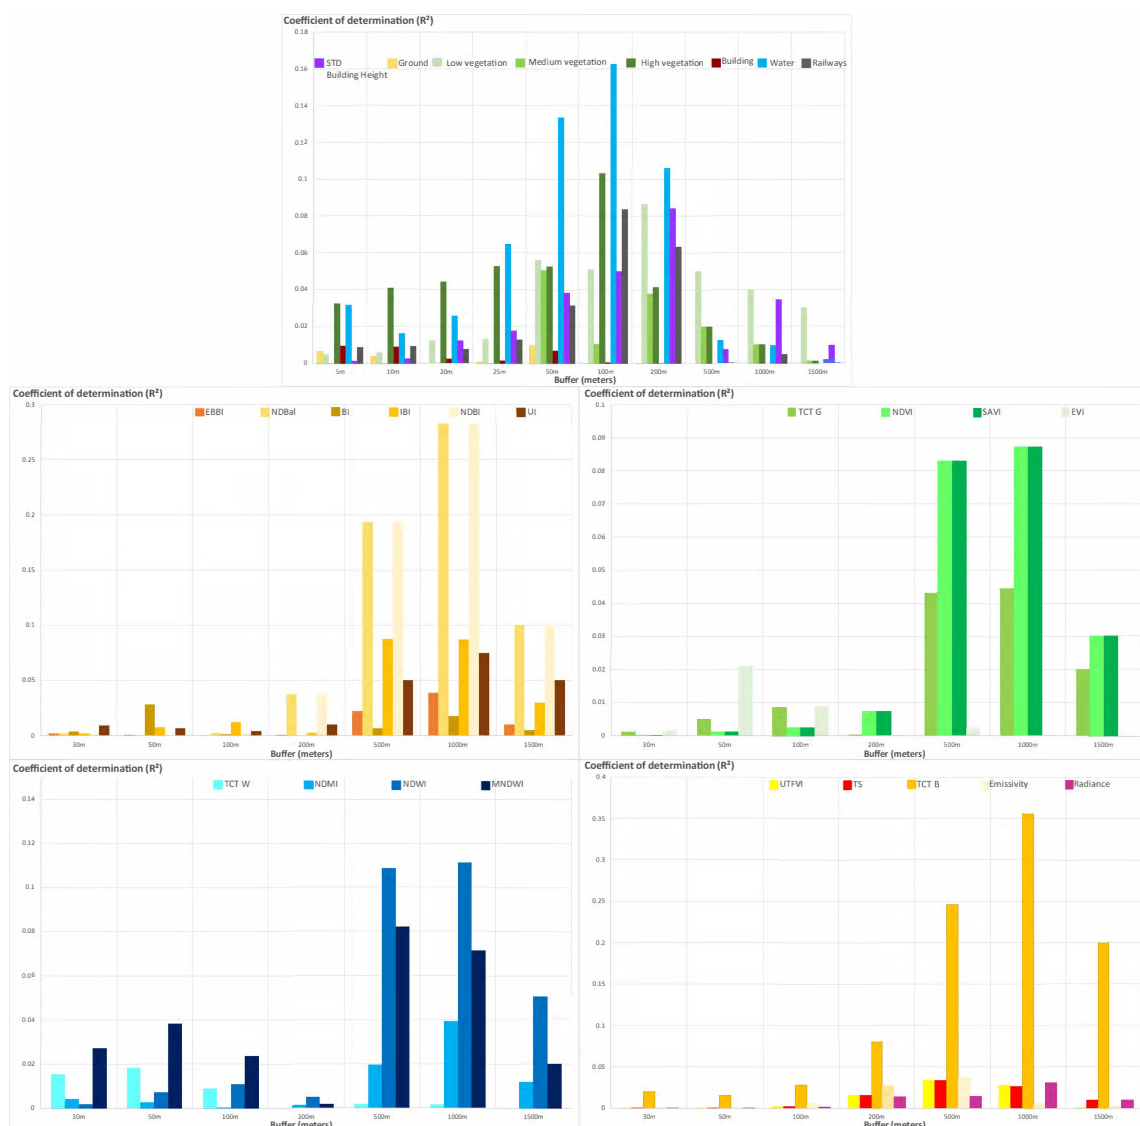 Coefficient of determination (R²)
0.18
STD Ground Low vegetation Medium vegetation High vegetation Building Water Railways
Building Height
0.16
0.14
0.12
0.1
0.08
0.06
0.04
0.02
0
5m 10m 20m 25m 50m 100m 200m 500m 1000m 1500m
Buffer (meters)
Coefficient of determination (R²)
0.3
EBBI NDBal BI IBI NDBI UI
0.25
0.2
0.15
0.1
0.05
0
30m 50m 100m 200m 500m 1000m 1500m
Buffer (meters)
Coefficient of determination (R²)
0.1
TCT G NDVI SAVI EVI
0.09
0.08
0.07
0.06
0.05
0.04
0.03
0.02
0.01
0
30m 50m 100m 200m 500m 1000m 1500m
Buffer (meters)
Coefficient of determination (R²)
TCT W NDMI NDWI MNDWI
0.14
0.12
0.1
0.08
0.06
0.04
0.02
0
30m 50m 100m 200m 500m 1000m 1500m
Buffer (meters)
Coefficient of determination (R²)
0.4
UTFVI TS TCT B Emissivity Radiance
0.35
0.3
0.25
0.2
0.15
0.1
0.05
0
30m 50m 100m 200m 500m 1000m 1500m
Buffer (meters)